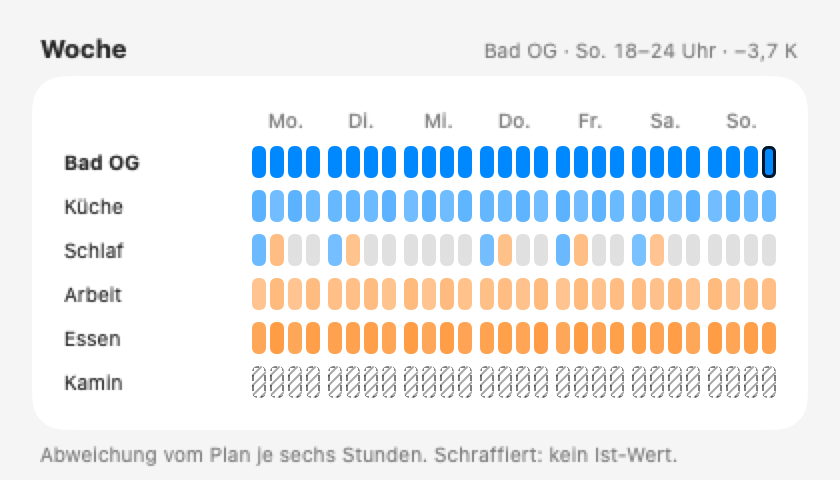 Woche
Bad OG · So. 18–24 Uhr · −3,7 K
Mo. Di. Mi. Do. Fr. Sa. So.
Bad OG
Küche
Schlaf
Arbeit
Essen
Kamin
Abweichung vom Plan je sechs Stunden. Schraffiert: kein Ist-Wert.